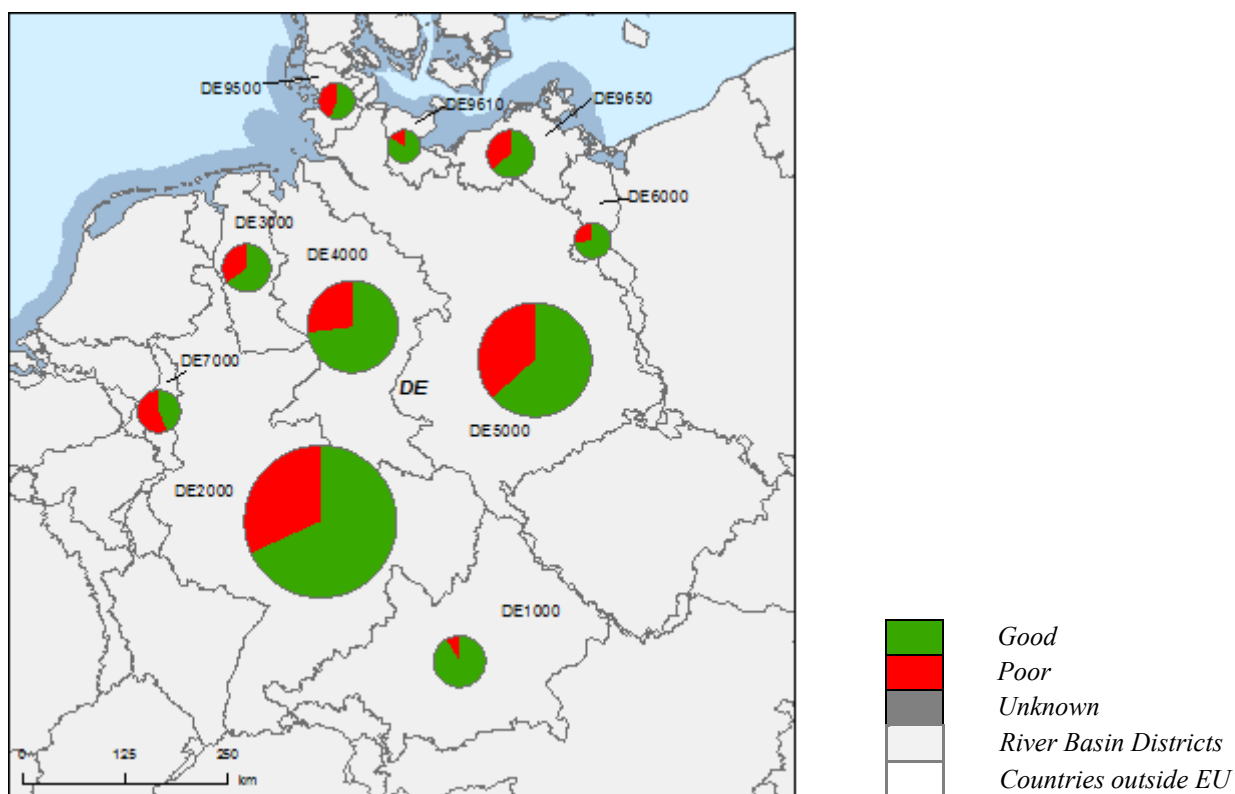 DE9500
DE9610
DE9650
DE6000
DE3000
DE4000
DE7000
DE
DE5000
DE2000
DE1000
0 125 250
km
Good
Poor
Unknown
River Basin Districts
Countries outside EU